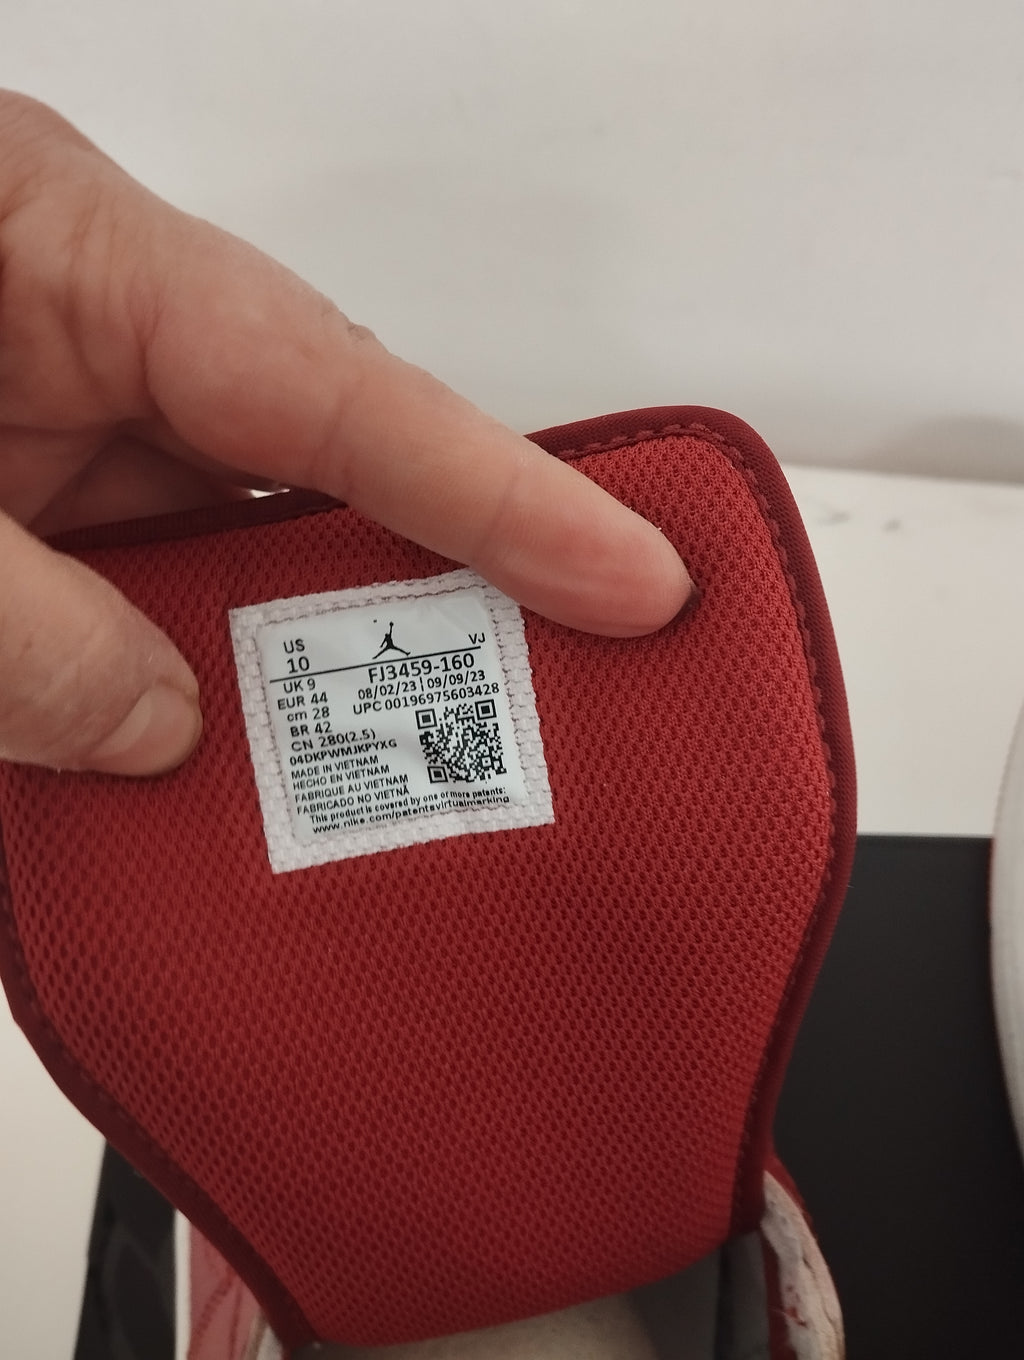 US
10
VJ
FJ3459-160
UK 9
08/02/23 | 09/09/23
EUR 44
UPC 00196975603428
cm 28
BR 42
CN 280(2.5)
04DKPWMJKPYXG
MADE IN VIETNAM
HECHO EN VIETNAM
FABRIQUE AU VIETNAM
FABRICADO NO VIETNÃ
This product is covered by one or more patents:
www.nike.com/patentsvirtualmarking